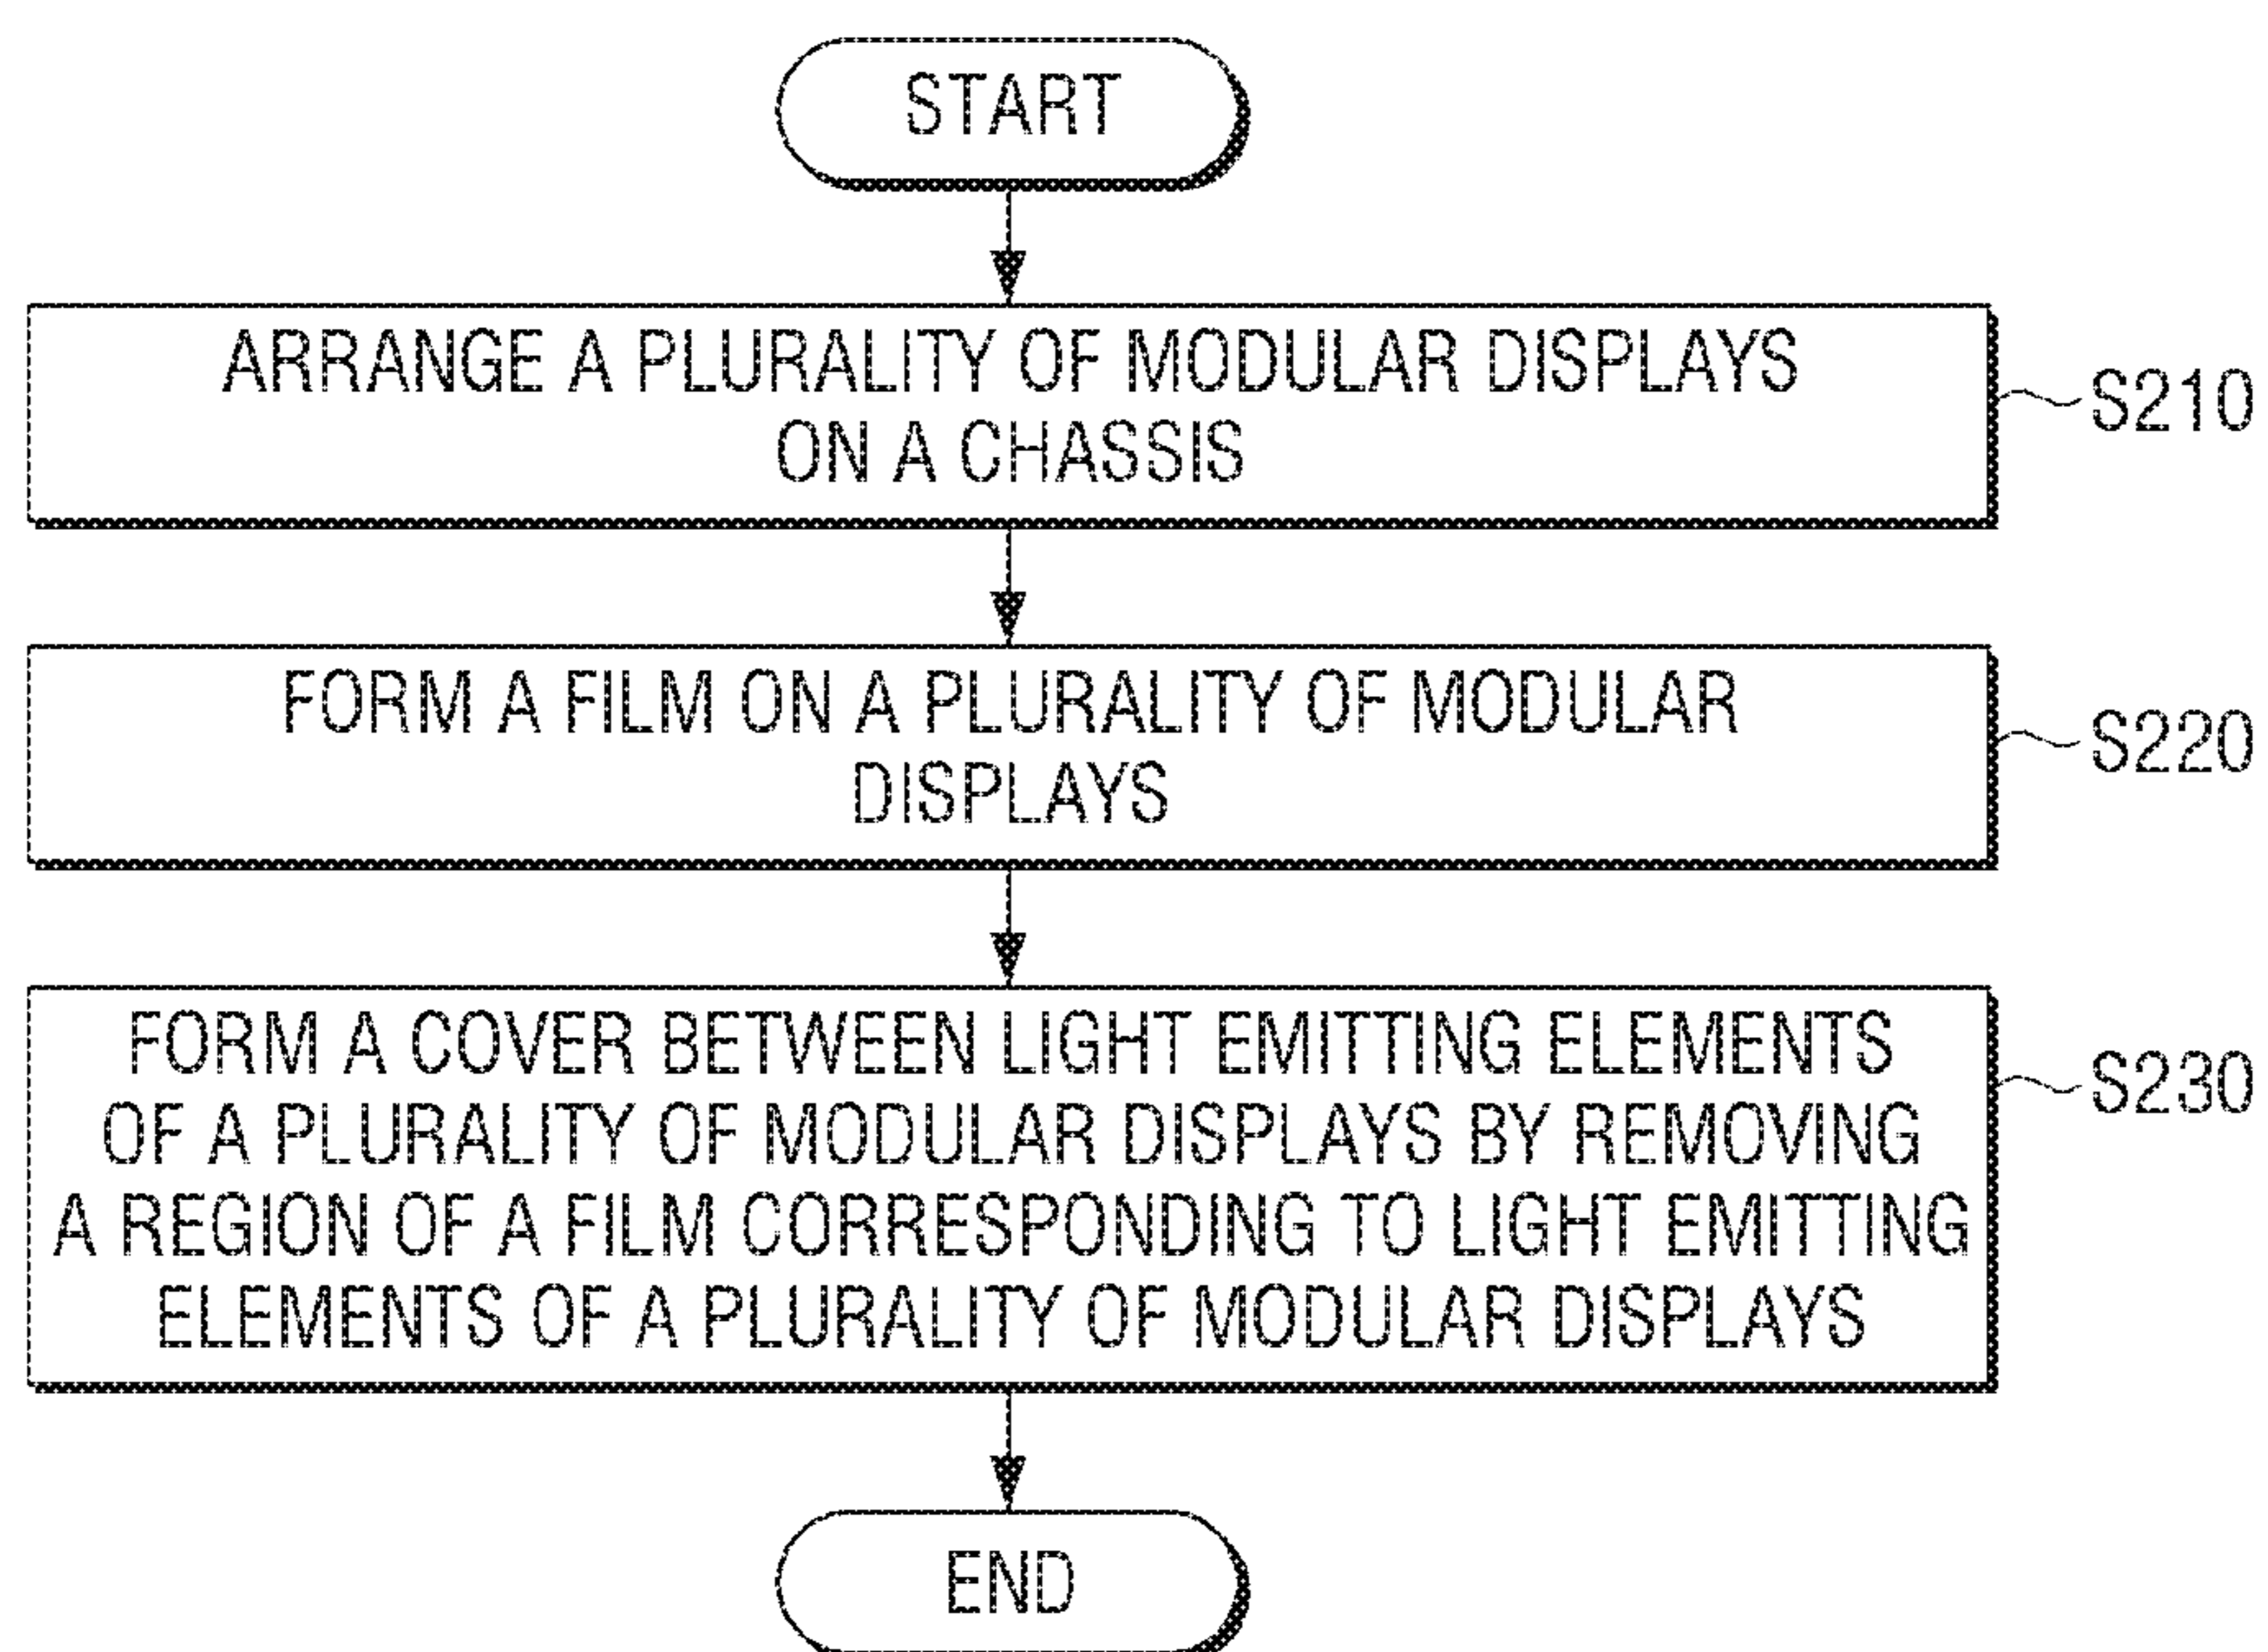 START
ARRANGE A PLURALITY OF MODULAR DISPLAYS
ON A CHASSIS
S210
FORM A FILM ON A PLURALITY OF MODULAR
DISPLAYS
S220
FORM A COVER BETWEEN LIGHT EMITTING ELEMENTS
OF A PLURALITY OF MODULAR DISPLAYS BY REMOVING
A REGION OF A FILM CORRESPONDING TO LIGHT EMITTING
ELEMENTS OF A PLURALITY OF MODULAR DISPLAYS
S230
END